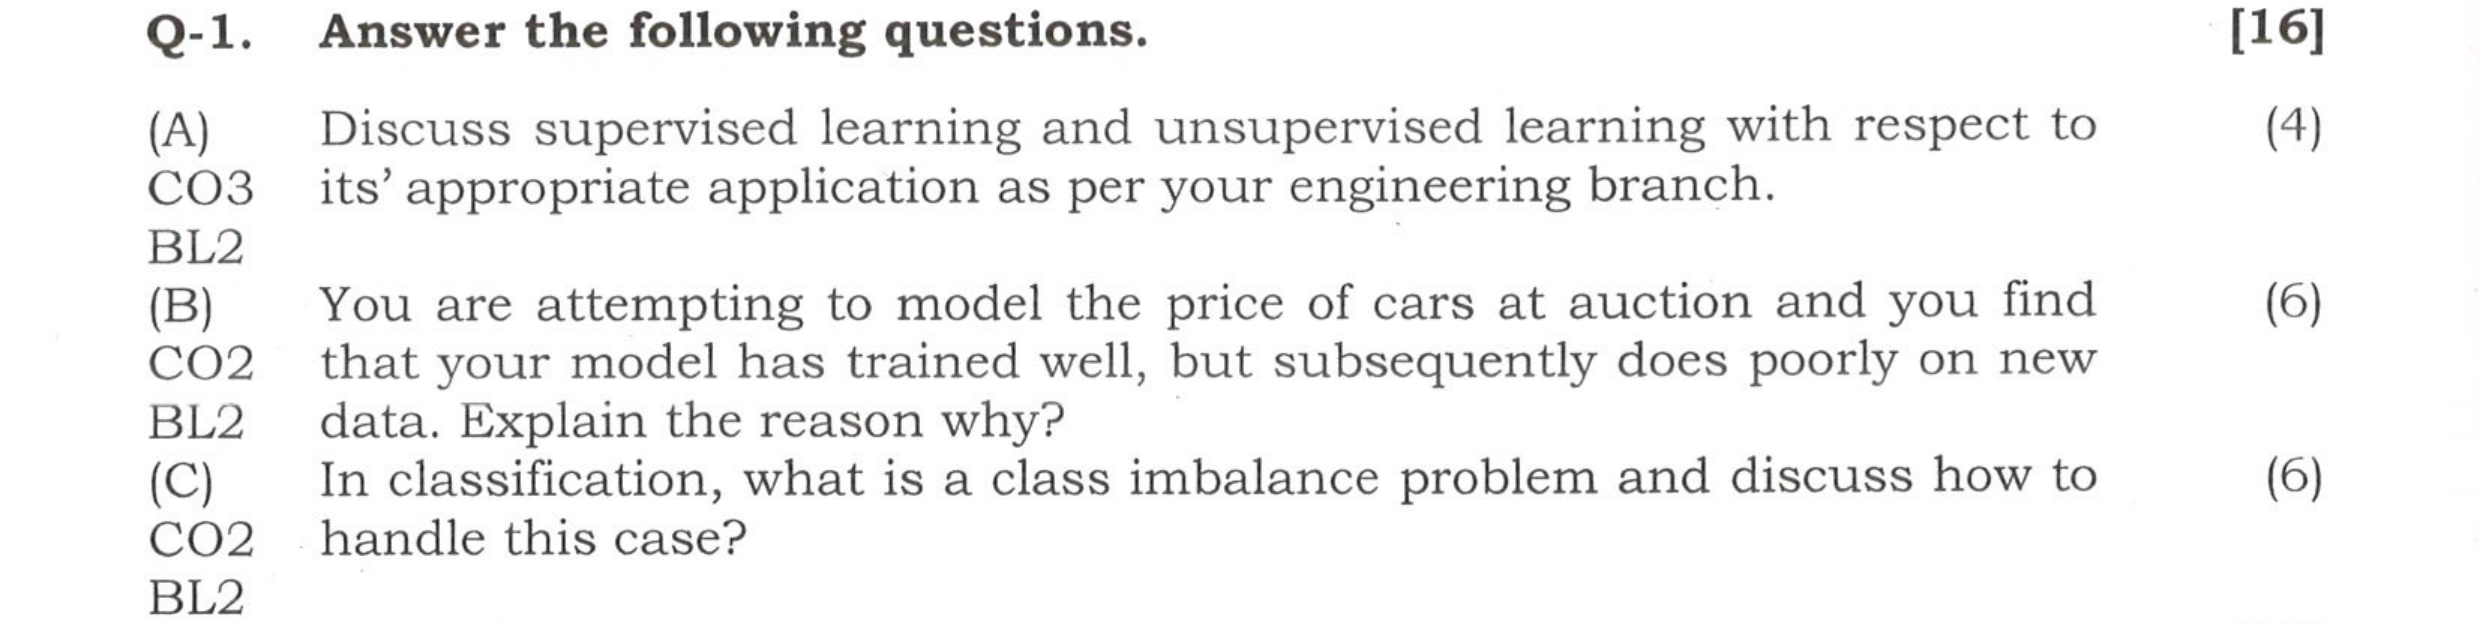 Q-1. Answer the following questions. [16]
(A) Discuss supervised learning and unsupervised learning with respect to (4)
CO3 its’ appropriate application as per your engineering branch.
BL2
(B) You are attempting to model the price of cars at auction and you find (6)
CO2 that your model has trained well, but subsequently does poorly on new
BL2 data. Explain the reason why?
(C) In classification, what is a class imbalance problem and discuss how to (6)
CO2 handle this case?
BL2